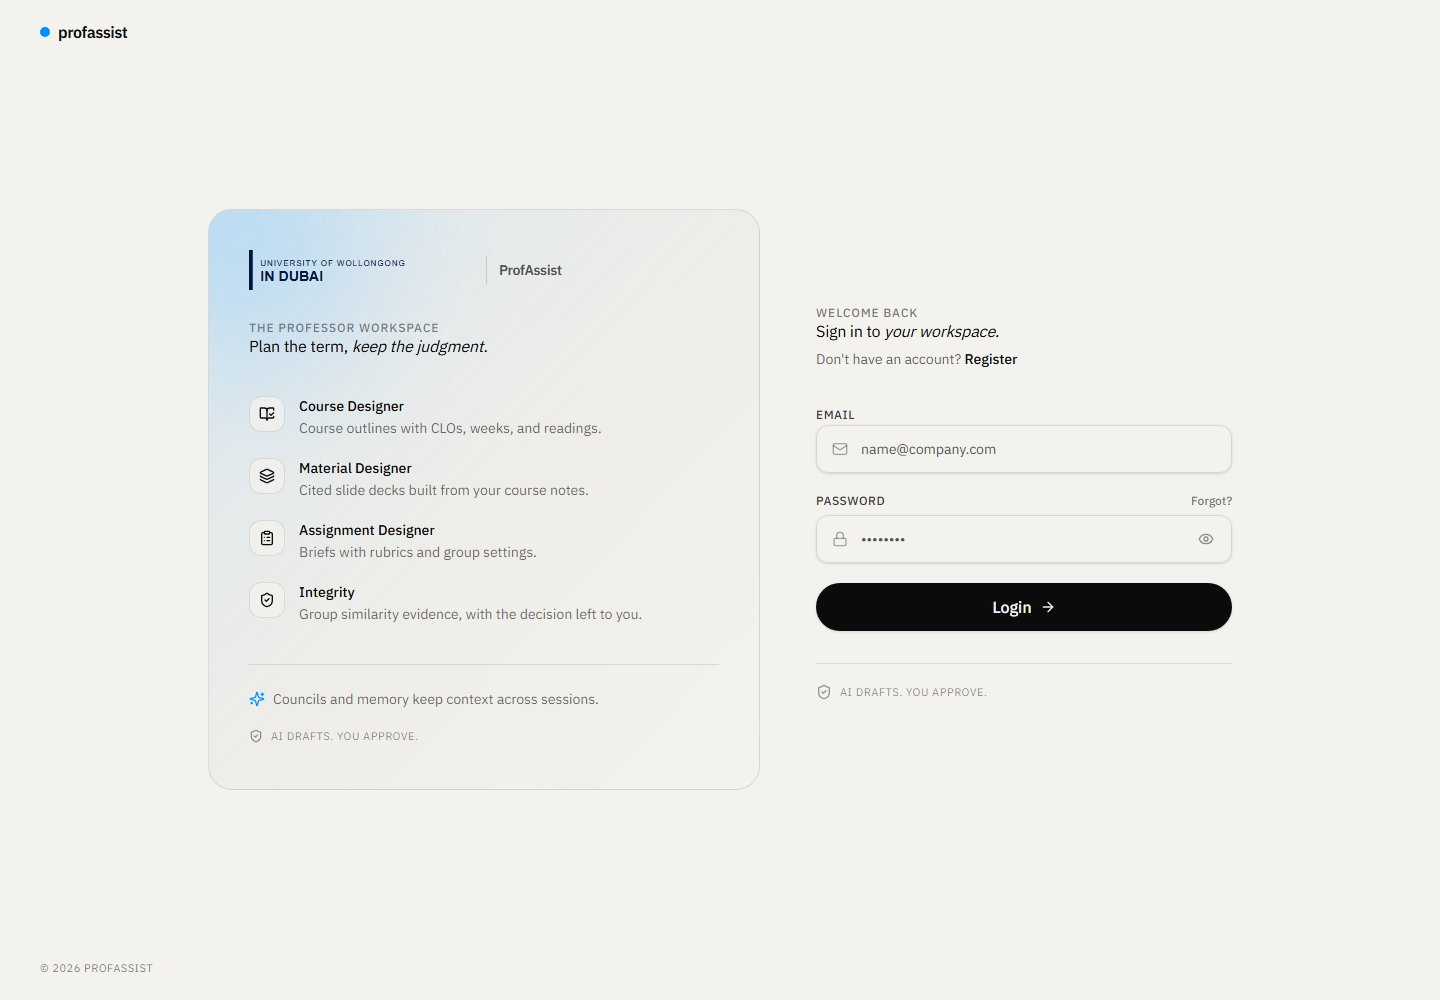 profassist
UNIVERSITY OF WOLLONGONG
IN DUBAI
ProfAssist
THE PROFESSOR WORKSPACE
Plan the term, keep the judgment.
Course Designer
Course outlines with CLOs, weeks, and readings.
Material Designer
Cited slide decks built from your course notes.
Assignment Designer
Briefs with rubrics and group settings.
Integrity
Group similarity evidence, with the decision left to you.
Councils and memory keep context across sessions.
AI DRAFTS. YOU APPROVE.
WELCOME BACK
Sign in to your workspace.
Don't have an account? Register
EMAIL
name@company.com
PASSWORD Forgot?
••••••••
Login
AI DRAFTS. YOU APPROVE.
© 2026 PROFASSIST